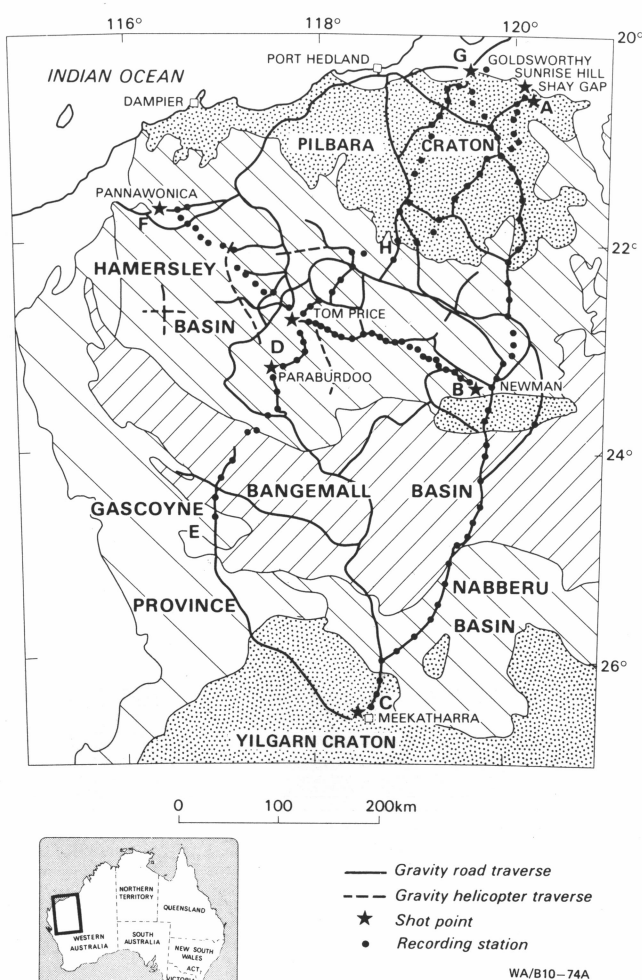 116° 118° 120°
20°
INDIAN OCEAN
PORT HEDLAND
G
GOLDSWORTHY
SUNRISE HILL
SHAY GAP
A
DAMPIER
PILBARA CRATON
PANNAWONICA
F
H
22°
HAMERSLEY
BASIN
TOM PRICE
D
PARABURDOO
B
NEWMAN
24°
GASCOYNE
BANGEMALL BASIN
E
NABBERU
PROVINCE
BASIN
26°
C
MEEKATHARRA
YILGARN CRATON
0 100 200km
NORTHERN
TERRITORY
QUEENSLAND
WESTERN
AUSTRALIA
SOUTH
AUSTRALIA
NEW SOUTH
WALES
ACT
VICTORIA
Gravity road traverse
Gravity helicopter traverse
Shot point
Recording station
WA/B10–74A